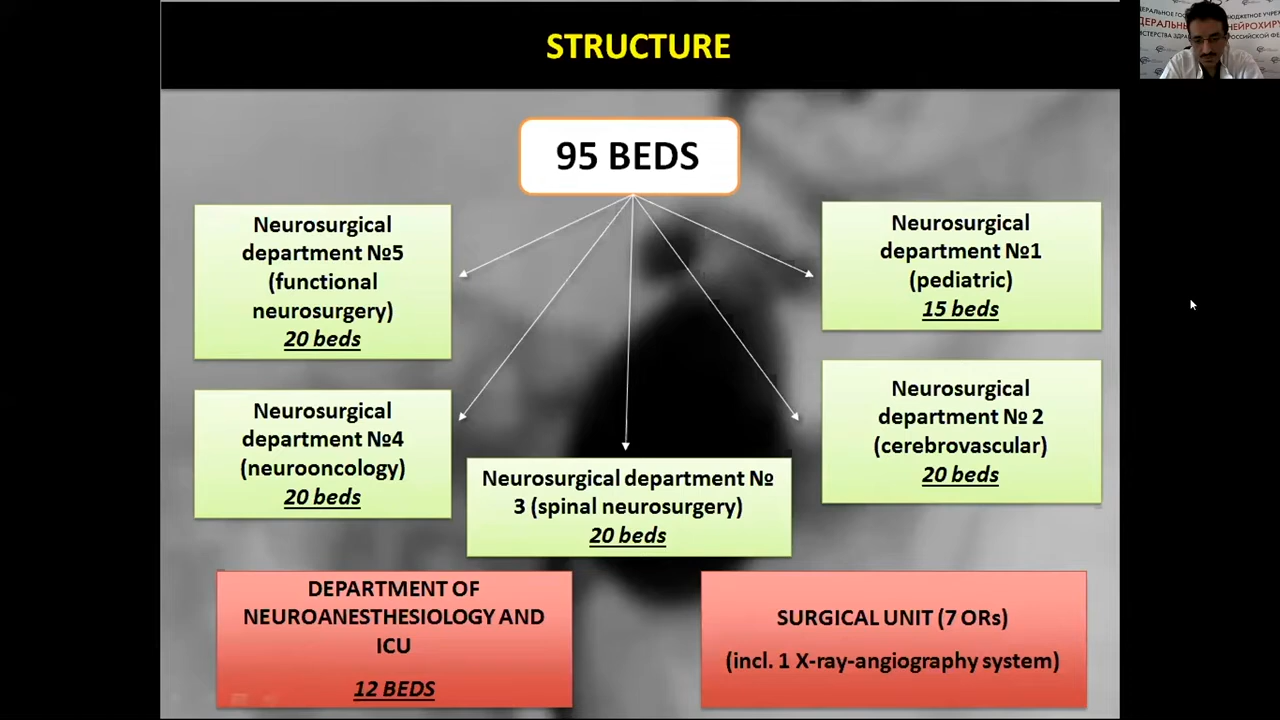 STRUCTURE
95 BEDS
Neurosurgical
department №5
(functional
neurosurgery)
20 beds
Neurosurgical
department №1
(pediatric)
15 beds
Neurosurgical
department №4
(neurooncology)
20 beds
Neurosurgical department №
3 (spinal neurosurgery)
20 beds
Neurosurgical
department № 2
(cerebrovascular)
20 beds
DEPARTMENT OF
NEUROANESTHESIOLOGY AND
ICU
12 BEDS
SURGICAL UNIT (7 ORs)
(incl. 1 X-ray-angiography system)